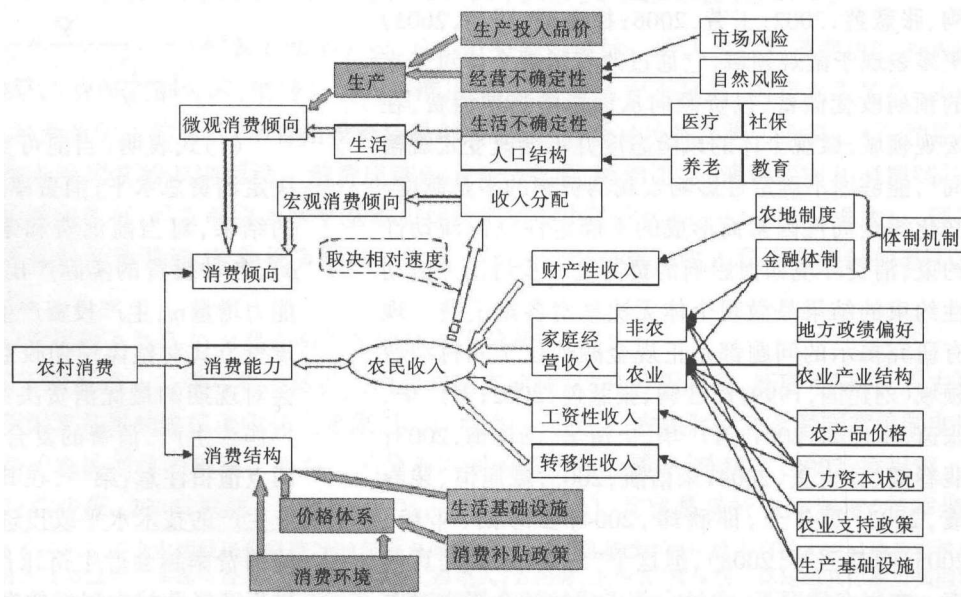 生产投入品价
市场风险
生产
经营不确定性
自然风险
微观消费倾向
生活不确定性
医疗
社保
生活
人口结构
养老
教育
宏观消费倾向
收入分配
农地制度
体制机制
取决相对速度
金融体制
消费倾向
财产性收入
家庭经
营收入
非农
农业
地方政绩偏好
农村消费
消费能力
农民收入
农业产业结构
工资性收入
农产品价格
消费结构
转移性收入
人力资本状况
价格体系
生活基础设施
农业支持政策
消费补贴政策
生产基础设施
消费环境